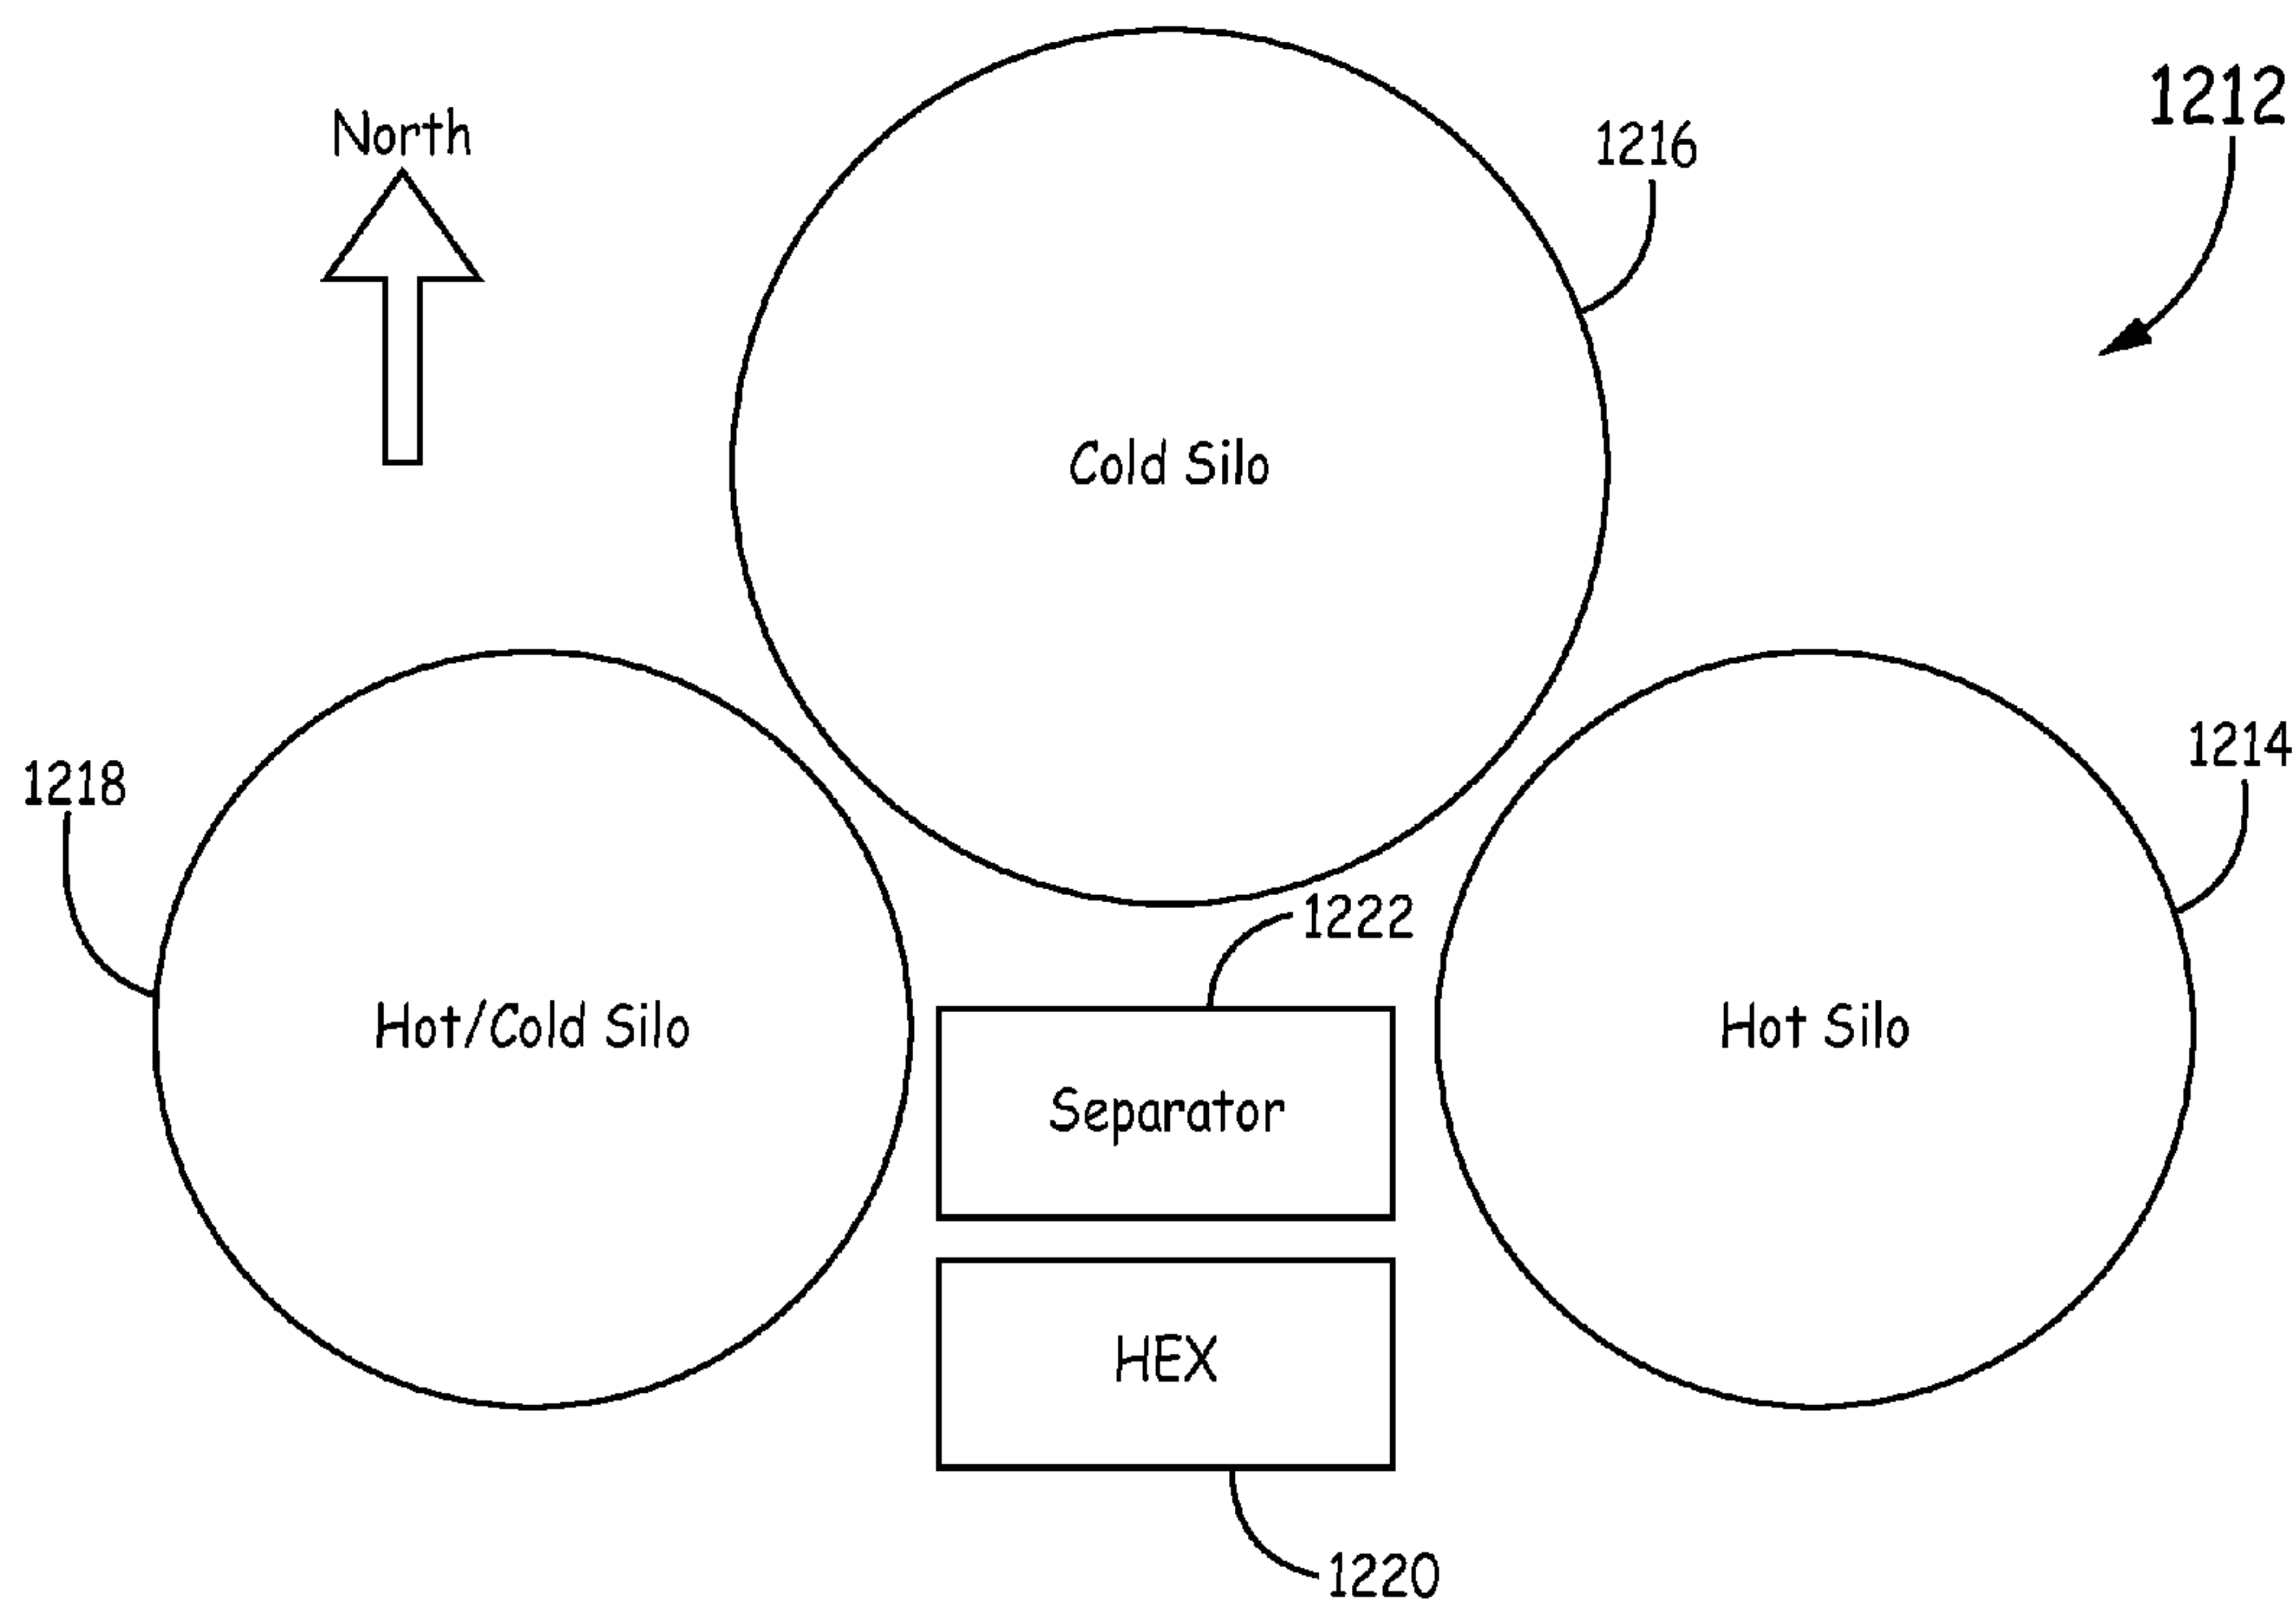 1212
North
1216
Cold Silo
1214
1218
1222
Hot/Cold Silo
Hot Silo
Separator
HEX
1220